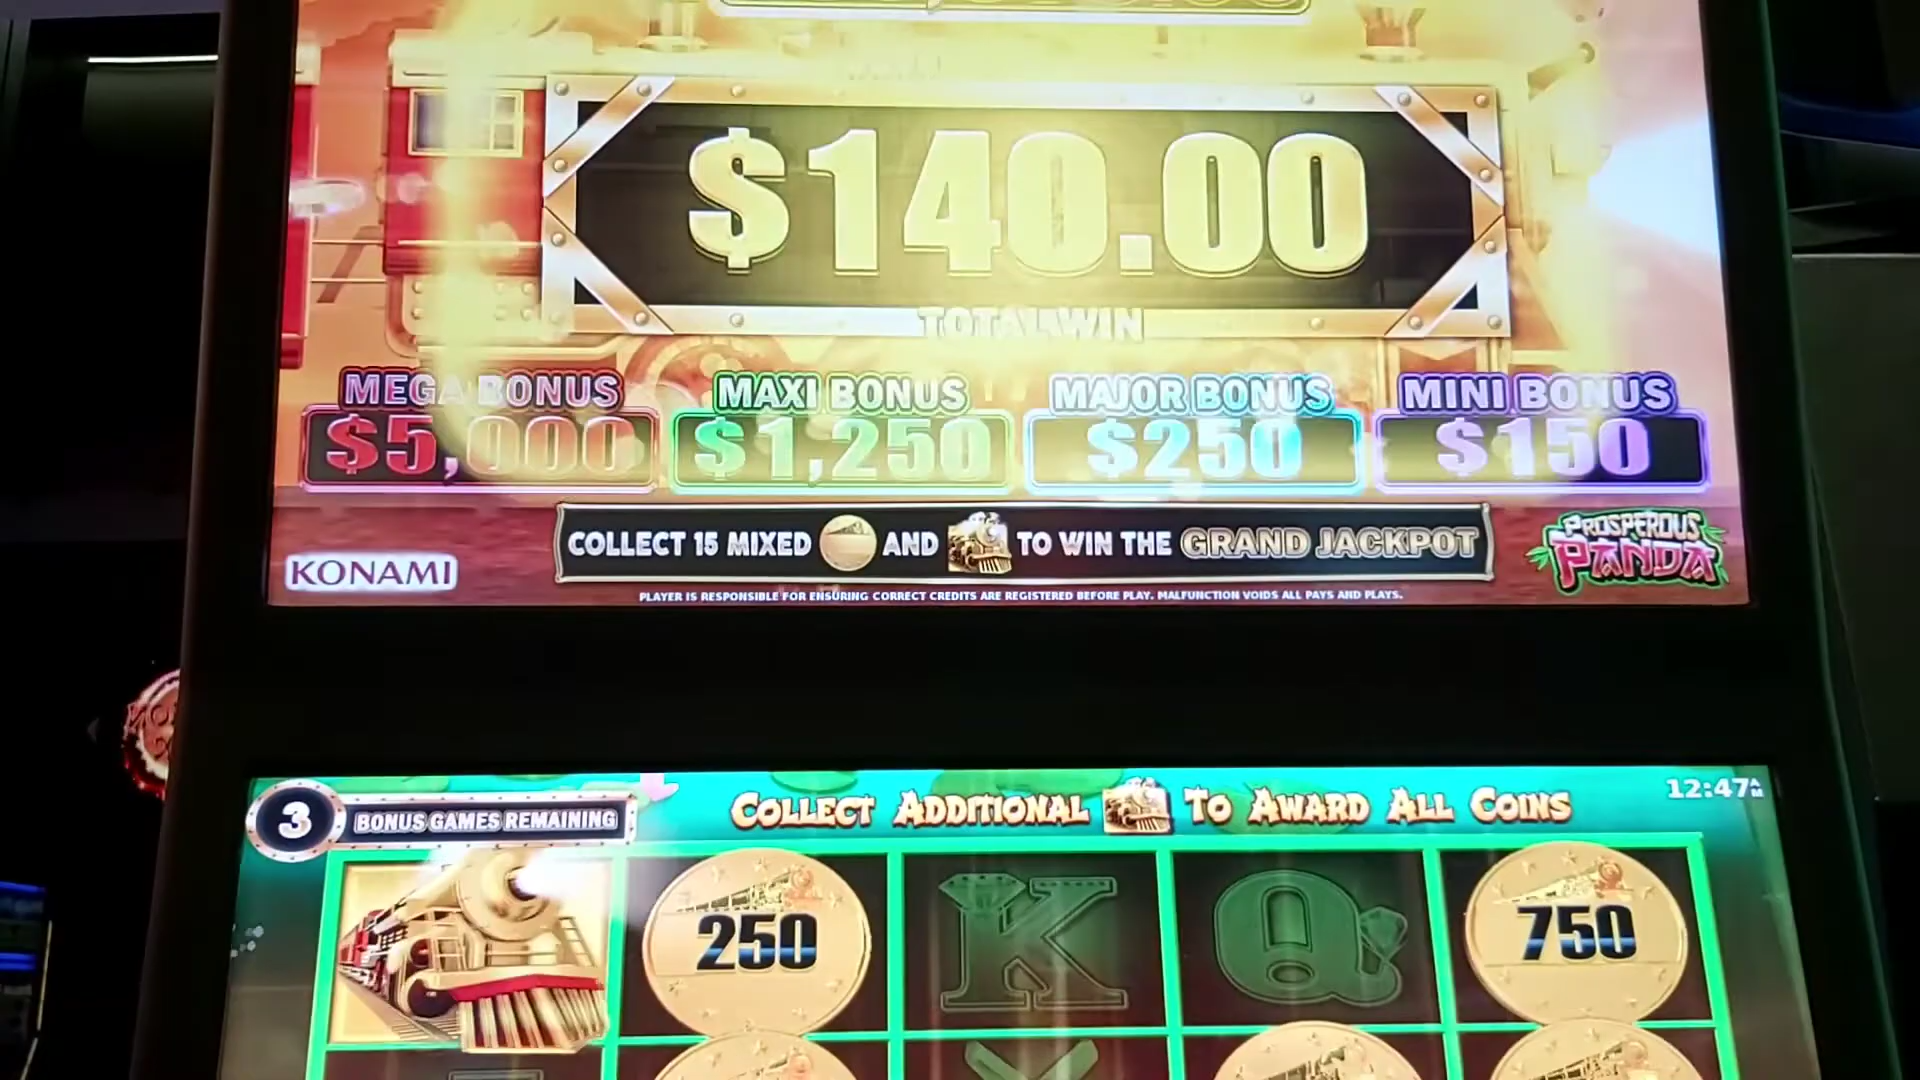 $140.00
TOTAL WIN
MEGA BONUS
MAXI BONUS
MAJOR BONUS
MINI BONUS
$5,000
$1,250
$250
$150
COLLECT 15 MIXED AND TO WIN THE GRAND JACKPOT
KONAMI
PROSPEROUS
PANDA
PLAYER IS RESPONSIBLE FOR ENSURING CORRECT CREDITS ARE REGISTERED BEFORE PLAY. MALFUNCTION VOIDS ALL PAYS AND PLAYS.
3 BONUS GAMES REMAINING
COLLECT ADDITIONAL TO AWARD ALL COINS
12:47 AM
250
K
Q
750